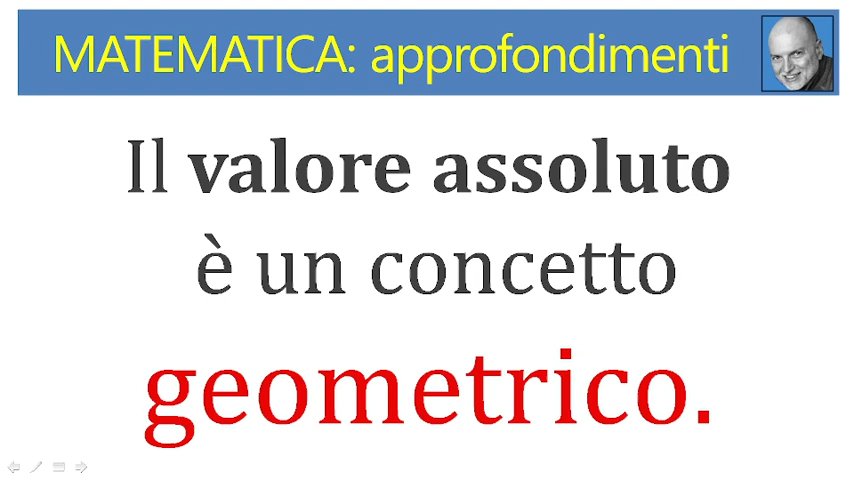 MATEMATICA: approfondimenti
Il valore assoluto
è un concetto
geometrico.